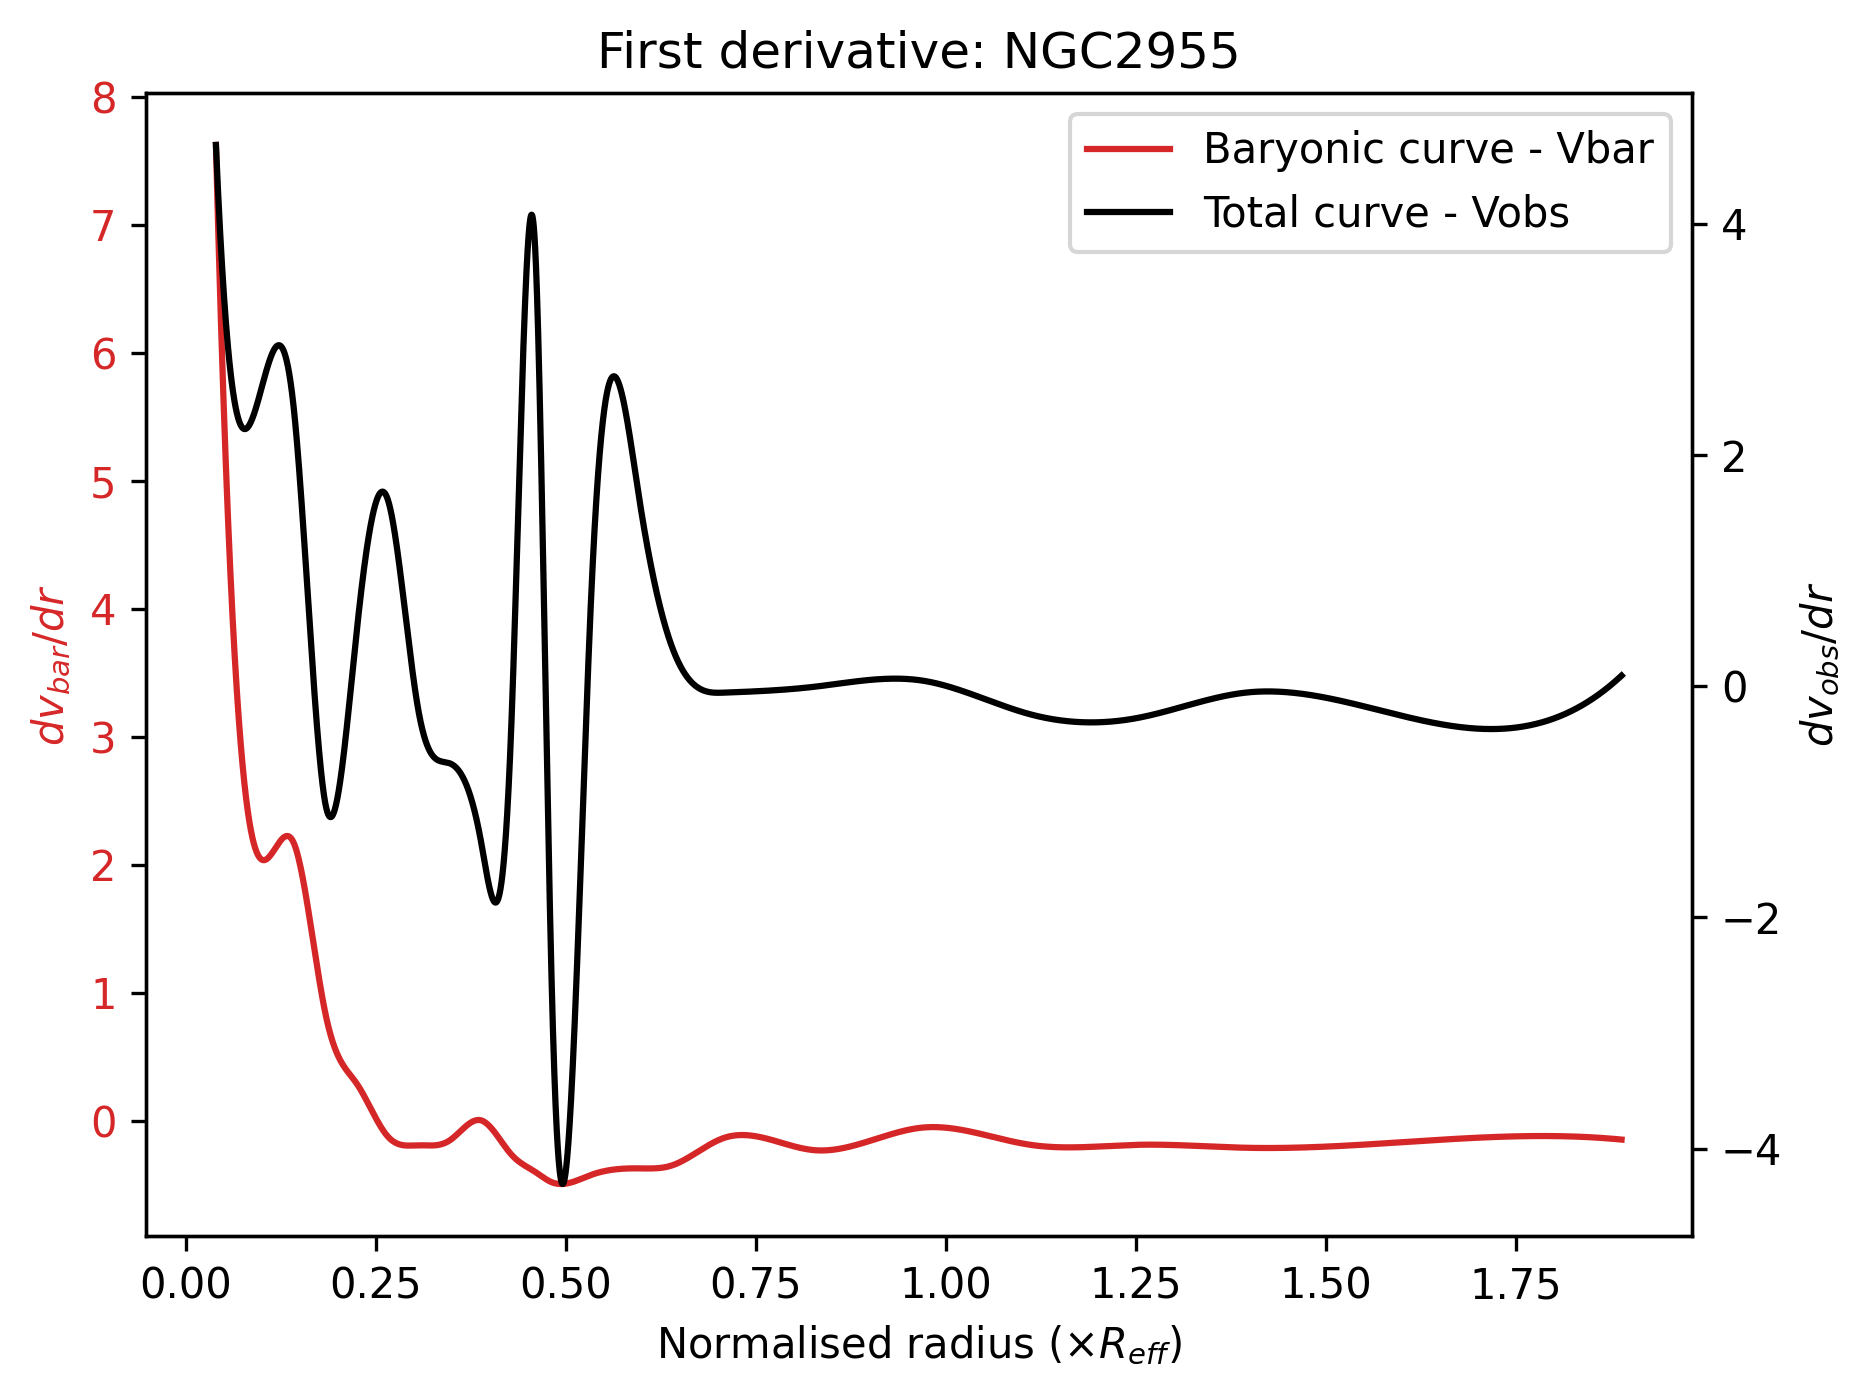 First derivative: NGC2955
Baryonic curve - Vbar
Total curve - Vobs
8
7
6
5
4
3
2
1
0
dv_bar/dr
4
2
0
−2
−4
dv_obs/dr
0.00 0.25 0.50 0.75 1.00 1.25 1.50 1.75
Normalised radius (×R_eff)